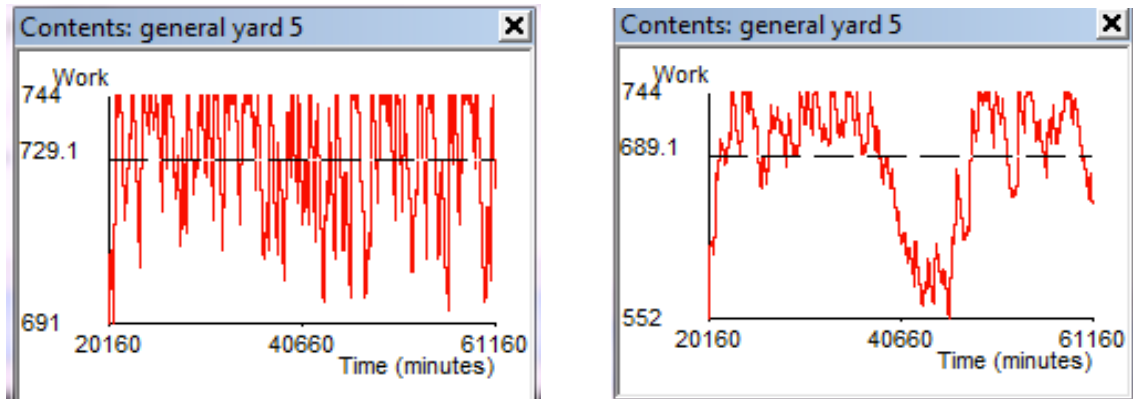 Contents: general yard 5
Work
744
729.1
691
20160 40660 61160
Time (minutes)
Contents: general yard 5
Work
744
689.1
552
20160 40660 61160
Time (minutes)